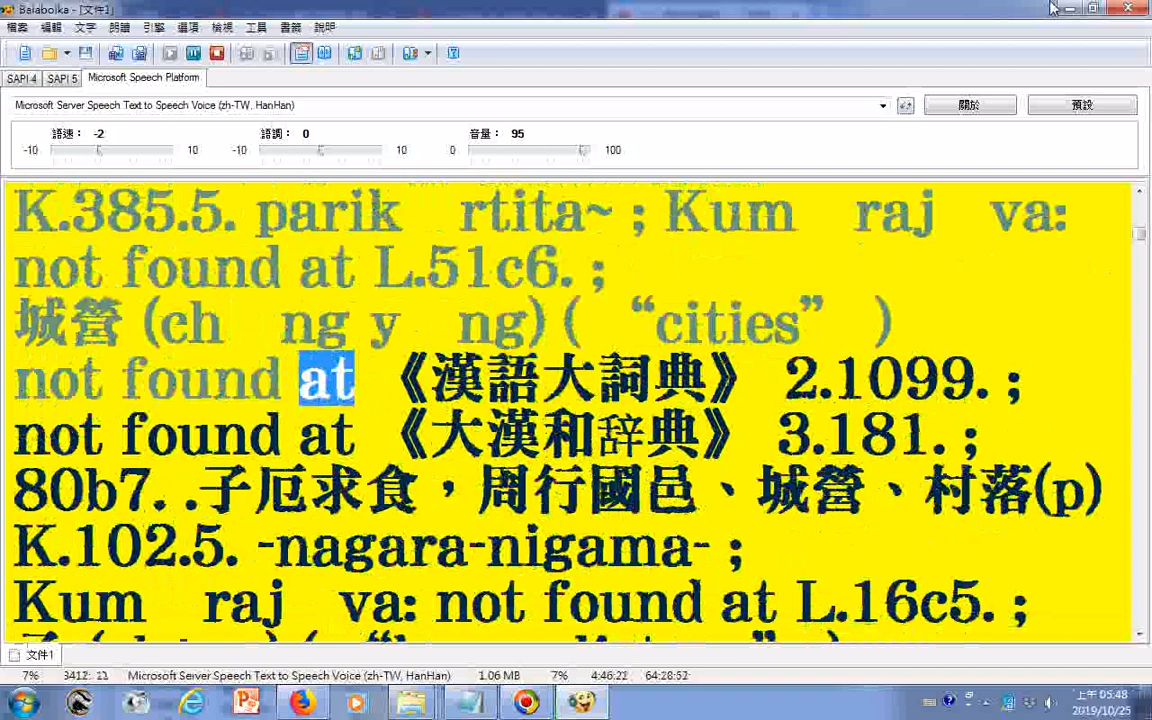 Balabolka - [文件1]
檔案 編輯 文字 朗讀 引擎 選項 檢視 工具 書籤 說明
SAPI 4 SAPI 5 Microsoft Speech Platform
Microsoft Server Speech Text to Speech Voice (zh-TW, HanHan) 關於 預設
語速： -2 語調： 0 音量： 95
-10 10 -10 10 0 100
K.385.5. parik rtita~ ; Kum raj va:
not found at L.51c6. ;
城營 (ch ng y ng) ( “cities” )
not found at 《漢語大詞典》 2.1099. ;
not found at 《大漢和辞典》 3.181. ;
80b7. .子厄求食，周行國邑、城營、村落(p)
K.102.5. -nagara-nigama- ;
Kum raj va: not found at L.16c5. ;
文件1
7% 3412: 11 Microsoft Server Speech Text to Speech Voice (zh-TW, HanHan) 1.06 MB 7% 4:46:21 64:28:52
上午 05:48
2019/10/25